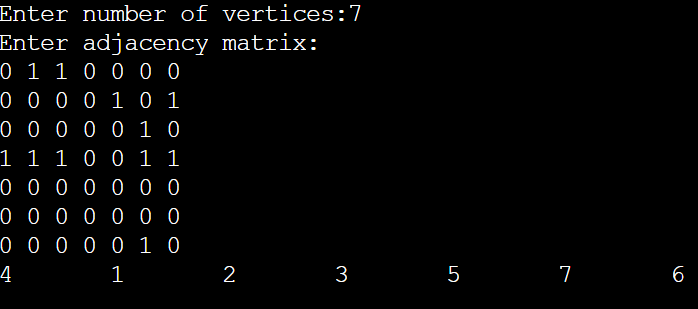 Enter number of vertices:7
Enter adjacency matrix:
0 1 1 0 0 0 0
0 0 0 0 1 0 1
0 0 0 0 0 1 0
1 1 1 0 0 1 1
0 0 0 0 0 0 0
0 0 0 0 0 0 0
0 0 0 0 0 1 0
4 1 2 3 5 7 6